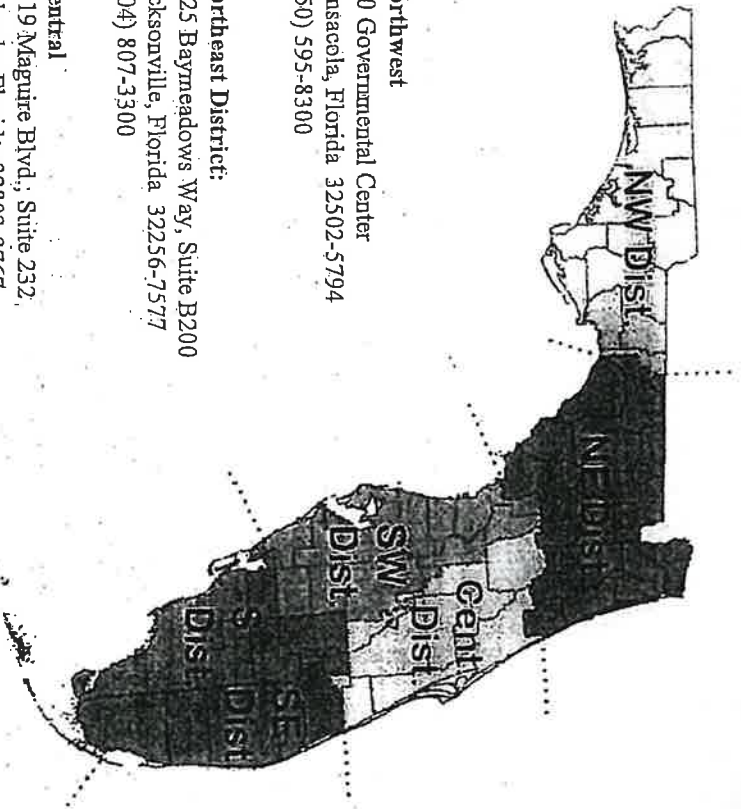 NW Dist.
NE Dist.
SW
Dist.
Cent.
Dist.
S
Dist
SE
Dist
orthwest
0 Governmental Center
nsacola, Florida 32502-5794
50) 595-8300
ortheast District:
25 Baymeadows Way, Suite B200
cksonville, Florida 32256-7577
04) 807-3300
entral
19 Maguire Blvd., Suite 232